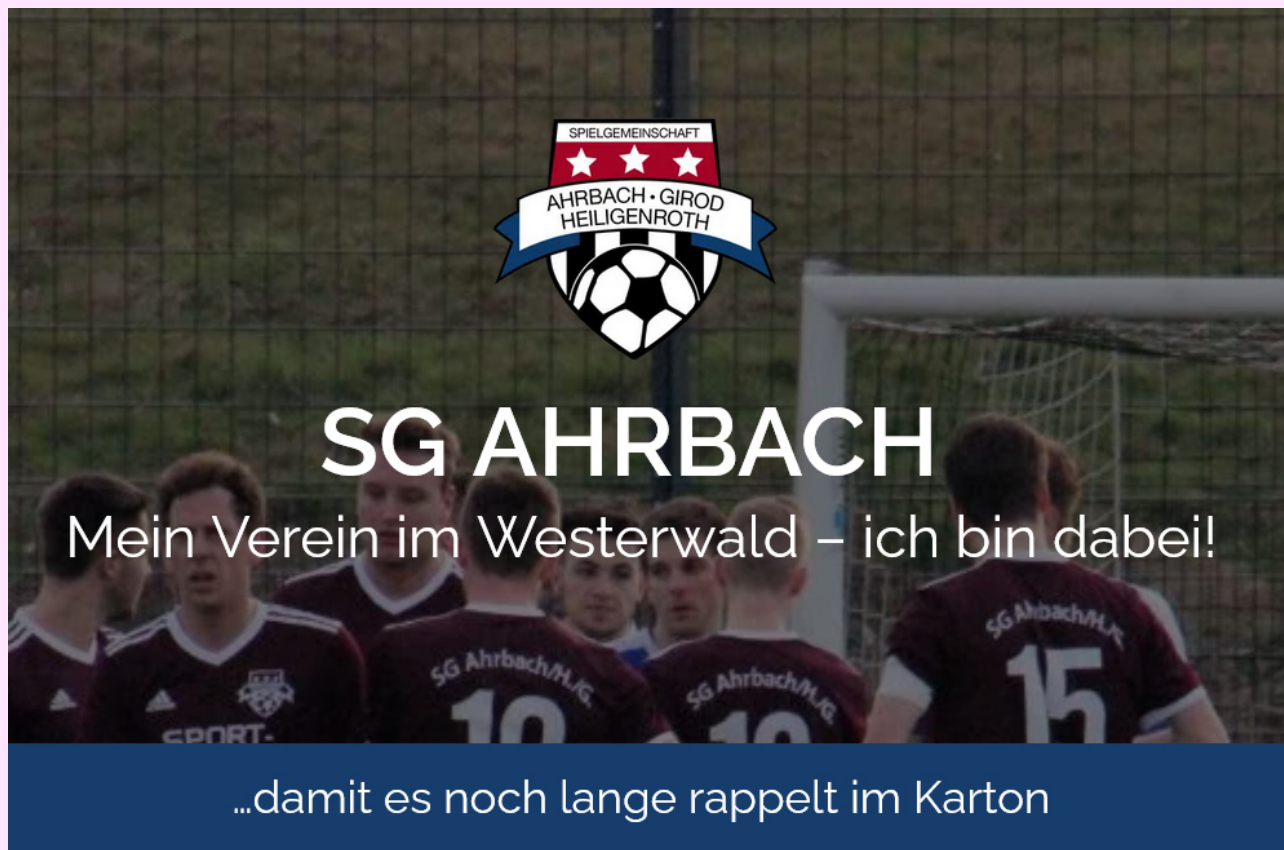 SPIELGEMEINSCHAFT
AHRBACH · GIROD
HEILIGENROTH
SG AHRBACH
Mein Verein im Westerwald – ich bin dabei!
SG Ahrbach/H./G.
SG Ahrbach/H./G.
SG Ahrbach/H./G.
15
SPORT-
…damit es noch lange rappelt im Karton